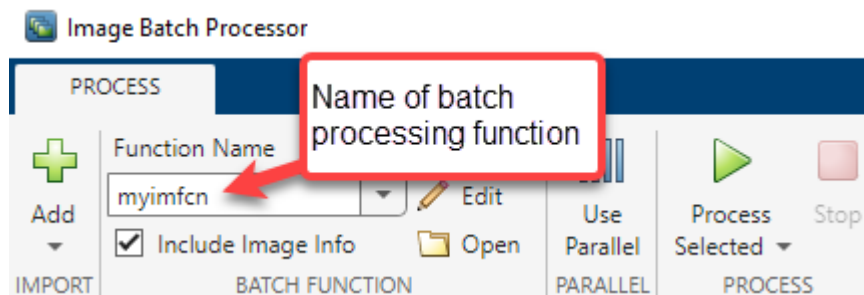 Image Batch Processor
PROCESS
Name of batch
processing function
Function Name
myimfcn
Edit
Include Image Info
Open
Add
Use
Parallel
Process
Selected
Stop
IMPORT
BATCH FUNCTION
PARALLEL
PROCESS